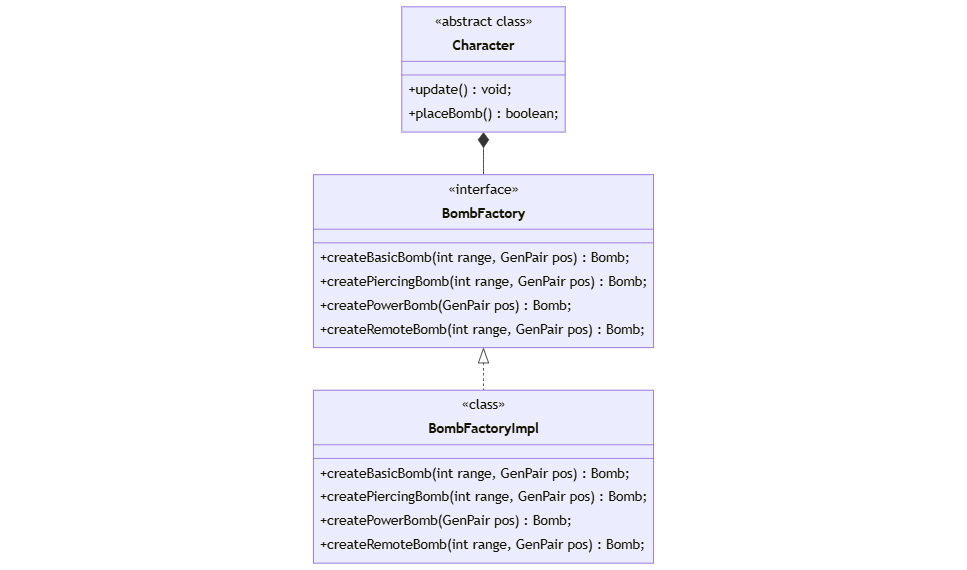 «abstract class»
Character
+update() : void;
+placeBomb() : boolean;
«interface»
BombFactory
+createBasicBomb(int range, GenPair pos) : Bomb;
+createPiercingBomb(int range, GenPair pos) : Bomb;
+createPowerBomb(GenPair pos) : Bomb;
+createRemoteBomb(int range, GenPair pos) : Bomb;
«class»
BombFactoryImpl
+createBasicBomb(int range, GenPair pos) : Bomb;
+createPiercingBomb(int range, GenPair pos) : Bomb;
+createPowerBomb(GenPair pos) : Bomb;
+createRemoteBomb(int range, GenPair pos) : Bomb;